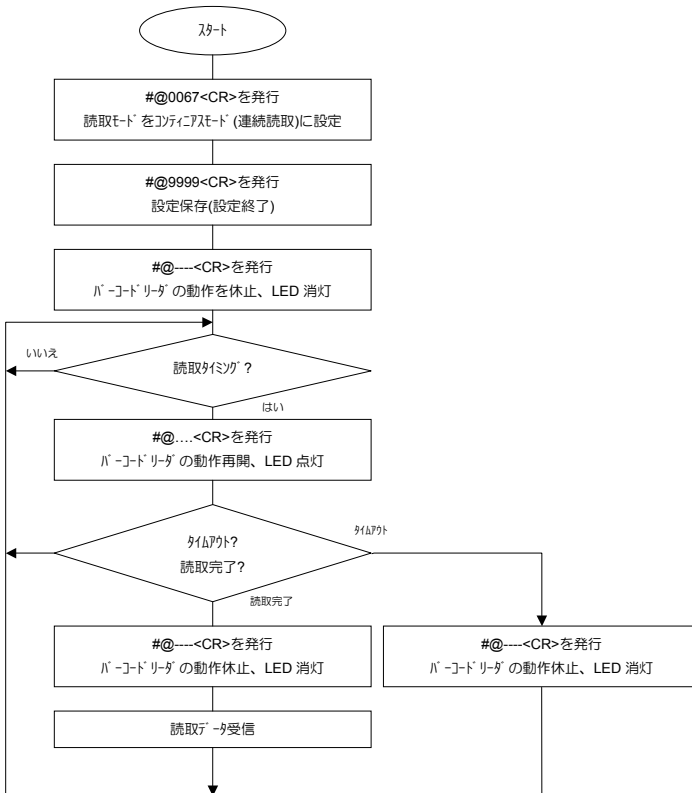 ｽﾀｰﾄ
#@0067<CR>を発行
読取ﾓｰﾄﾞをｺﾝﾃｨﾆｱｽﾓｰﾄﾞ(連続読取)に設定
#@9999<CR>を発行
設定保存(設定終了)
#@----<CR>を発行
ﾊﾞｰｺｰﾄﾞﾘｰﾀﾞの動作を休止、LED 消灯
いいえ
読取ﾀｲﾐﾝｸﾞ?
はい
#@....<CR>を発行
ﾊﾞｰｺｰﾄﾞﾘｰﾀﾞの動作再開、LED 点灯
ﾀｲﾑｱｳﾄ?
読取完了?
ﾀｲﾑｱｳﾄ
読取完了
#@----<CR>を発行
ﾊﾞｰｺｰﾄﾞﾘｰﾀﾞの動作休止、LED 消灯
#@----<CR>を発行
ﾊﾞｰｺｰﾄﾞﾘｰﾀﾞの動作休止、LED 消灯
読取ﾃﾞｰﾀ受信